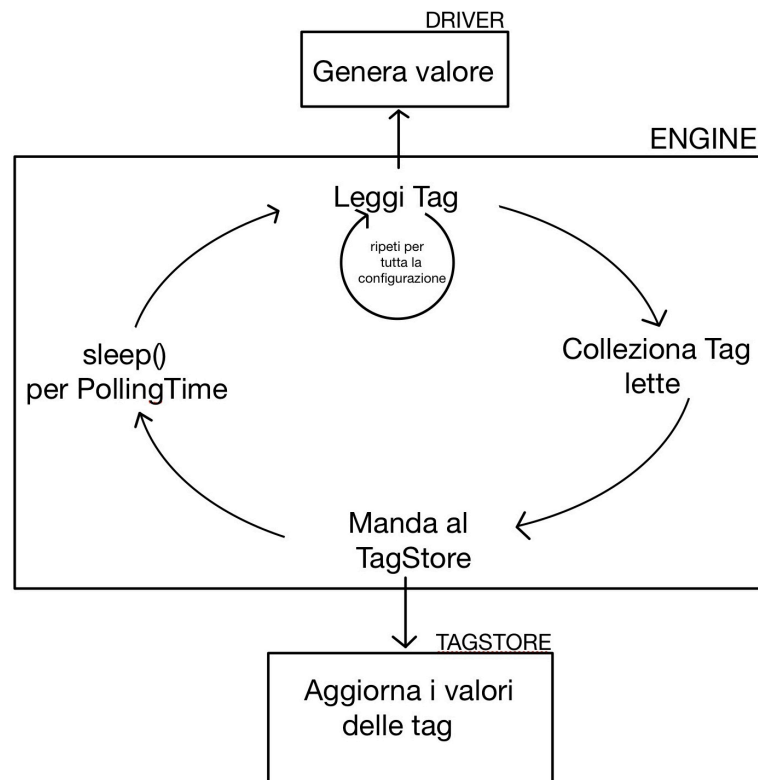 DRIVER
Genera valore
ENGINE
Leggi Tag
ripeti per
tutta la
configurazione
Colleziona Tag
lette
Manda al
TagStore
sleep()
per PollingTime
TAGSTORE
Aggiorna i valori
delle tag